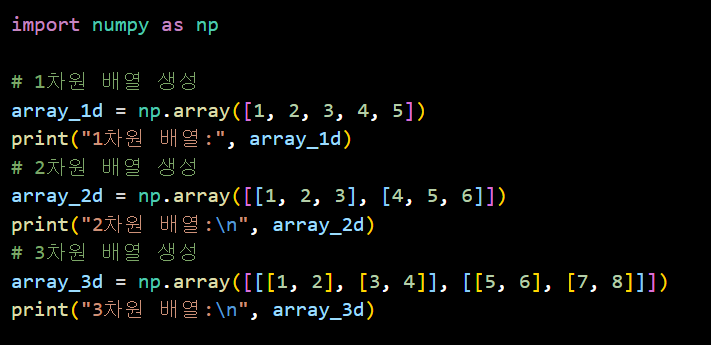 import numpy as np
# 1차원 배열 생성
array_1d = np.array([1, 2, 3, 4, 5])
print("1차원 배열:", array_1d)
# 2차원 배열 생성
array_2d = np.array([[1, 2, 3], [4, 5, 6]])
print("2차원 배열:\n", array_2d)
# 3차원 배열 생성
array_3d = np.array([[[1, 2], [3, 4]], [[5, 6], [7, 8]]])
print("3차원 배열:\n", array_3d)